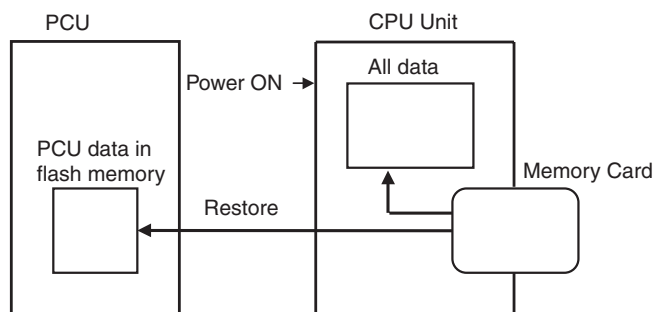 PCU
CPU Unit
Power ON
All data
PCU data in
flash memory
Memory Card
Restore